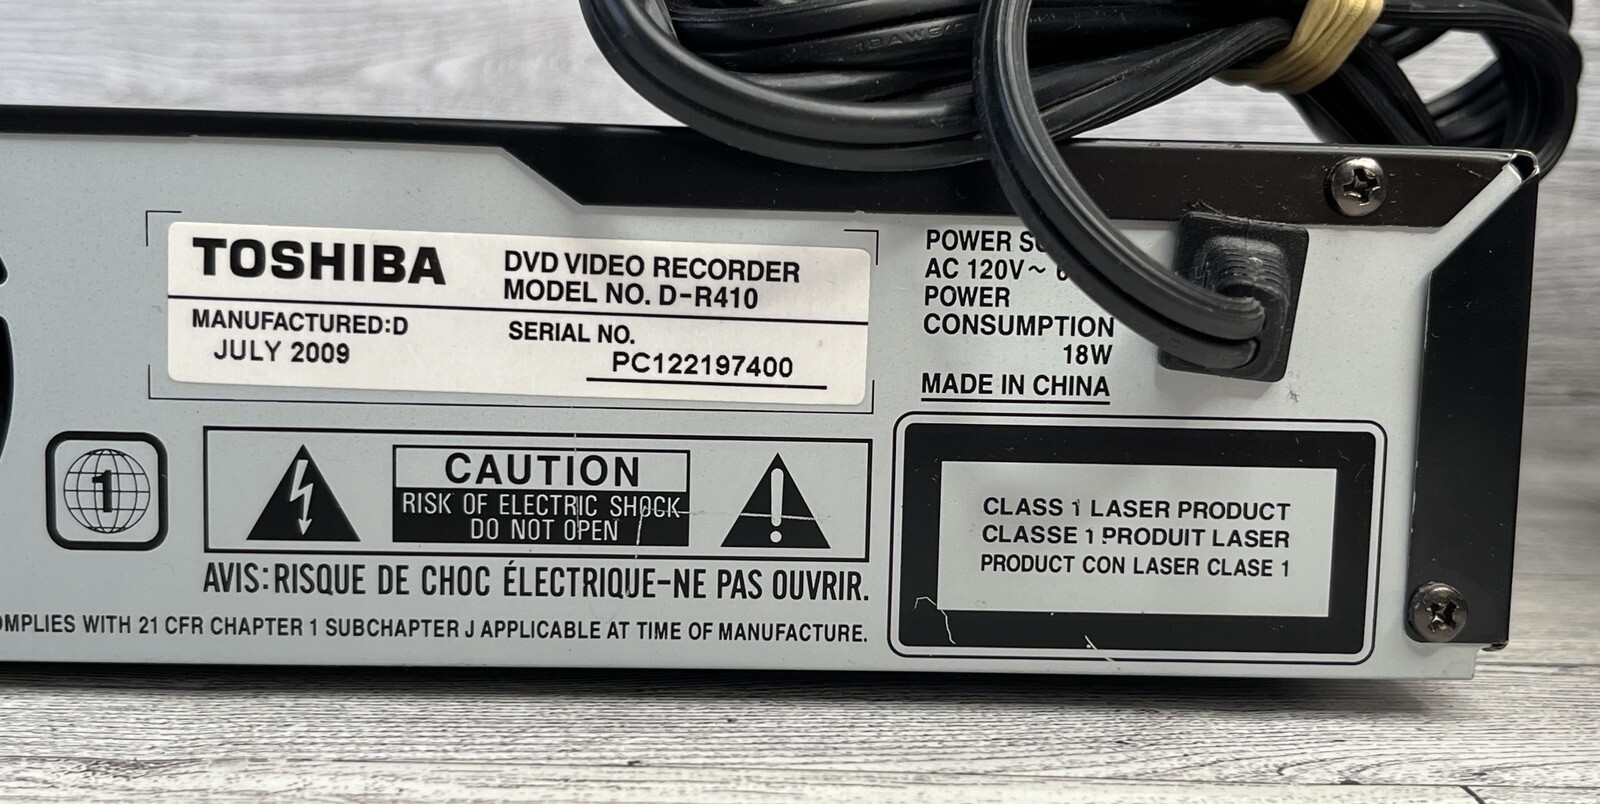 18AWG
TOSHIBA
DVD VIDEO RECORDER
MODEL NO. D-R410
MANUFACTURED:D
JULY 2009
SERIAL NO.
PC122197400
POWER
AC 120V~
POWER
CONSUMPTION
18W
MADE IN CHINA
1
CAUTION
RISK OF ELECTRIC SHOCK
DO NOT OPEN
AVIS: RISQUE DE CHOC ÉLECTRIQUE-NE PAS OUVRIR.
OMPLIES WITH 21 CFR CHAPTER 1 SUBCHAPTER J APPLICABLE AT TIME OF MANUFACTURE.
CLASS 1 LASER PRODUCT
CLASSE 1 PRODUIT LASER
PRODUCT CON LASER CLASE 1